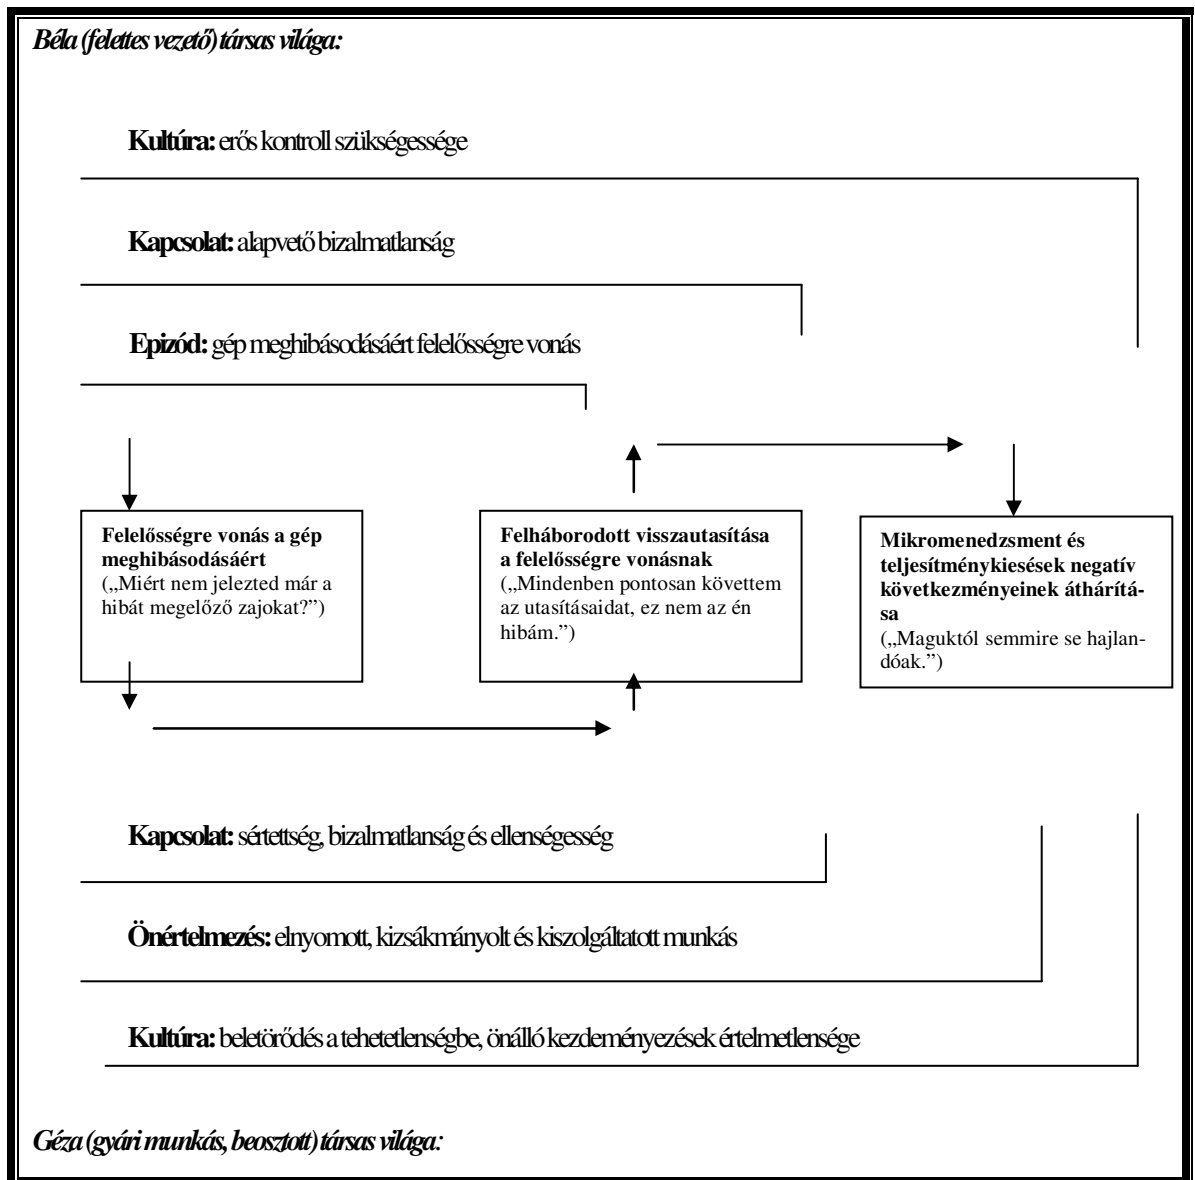 Béla (felettes vezető) társas világa:
Kultúra: erős kontroll szükségessége
Kapcsolat: alapvető bizalmatlanság
Epizód: gép meghibásodásáért felelősségre vonás
Felelősségre vonás a gép
meghibásodásáért
(„Miért nem jelezted már a
hibát megelőző zajokat?”)
Felháborodott visszautasítása
a felelősségre vonásnak
(„Mindenben pontosan követtem
az utasításaidat, ez nem az én
hibám.”)
Mikromenedzsment és
teljesítménykiesések negatív
következményeinek áthárítá-
sa
(„Maguktól semmire se hajlan-
dóak.”)
Kapcsolat: sértettség, bizalmatlanság és ellenségesség
Önértelmezés: elnyomott, kizsákmányolt és kiszolgáltatott munkás
Kultúra: beletörődés a tehetetlenségbe, önálló kezdeményezések értelmetlensége
Géza (gyári munkás, beosztott) társas világa: